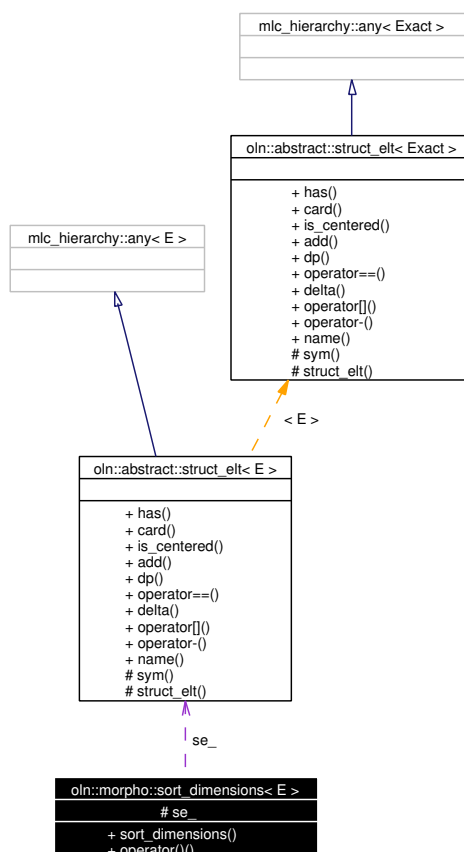 mlc_hierarchy::any< Exact >
oln::abstract::struct_elt< Exact >
+ has()
+ card()
+ is_centered()
+ add()
+ dp()
+ operator==()
+ delta()
+ operator[]()
+ operator-()
+ name()
# sym()
# struct_elt()
mlc_hierarchy::any< E >
< E >
oln::abstract::struct_elt< E >
+ has()
+ card()
+ is_centered()
+ add()
+ dp()
+ operator==()
+ delta()
+ operator[]()
+ operator-()
+ name()
# sym()
# struct_elt()
se_
oln::morpho::sort_dimensions< E >
# se_
+ sort_dimensions()
+ operator()()